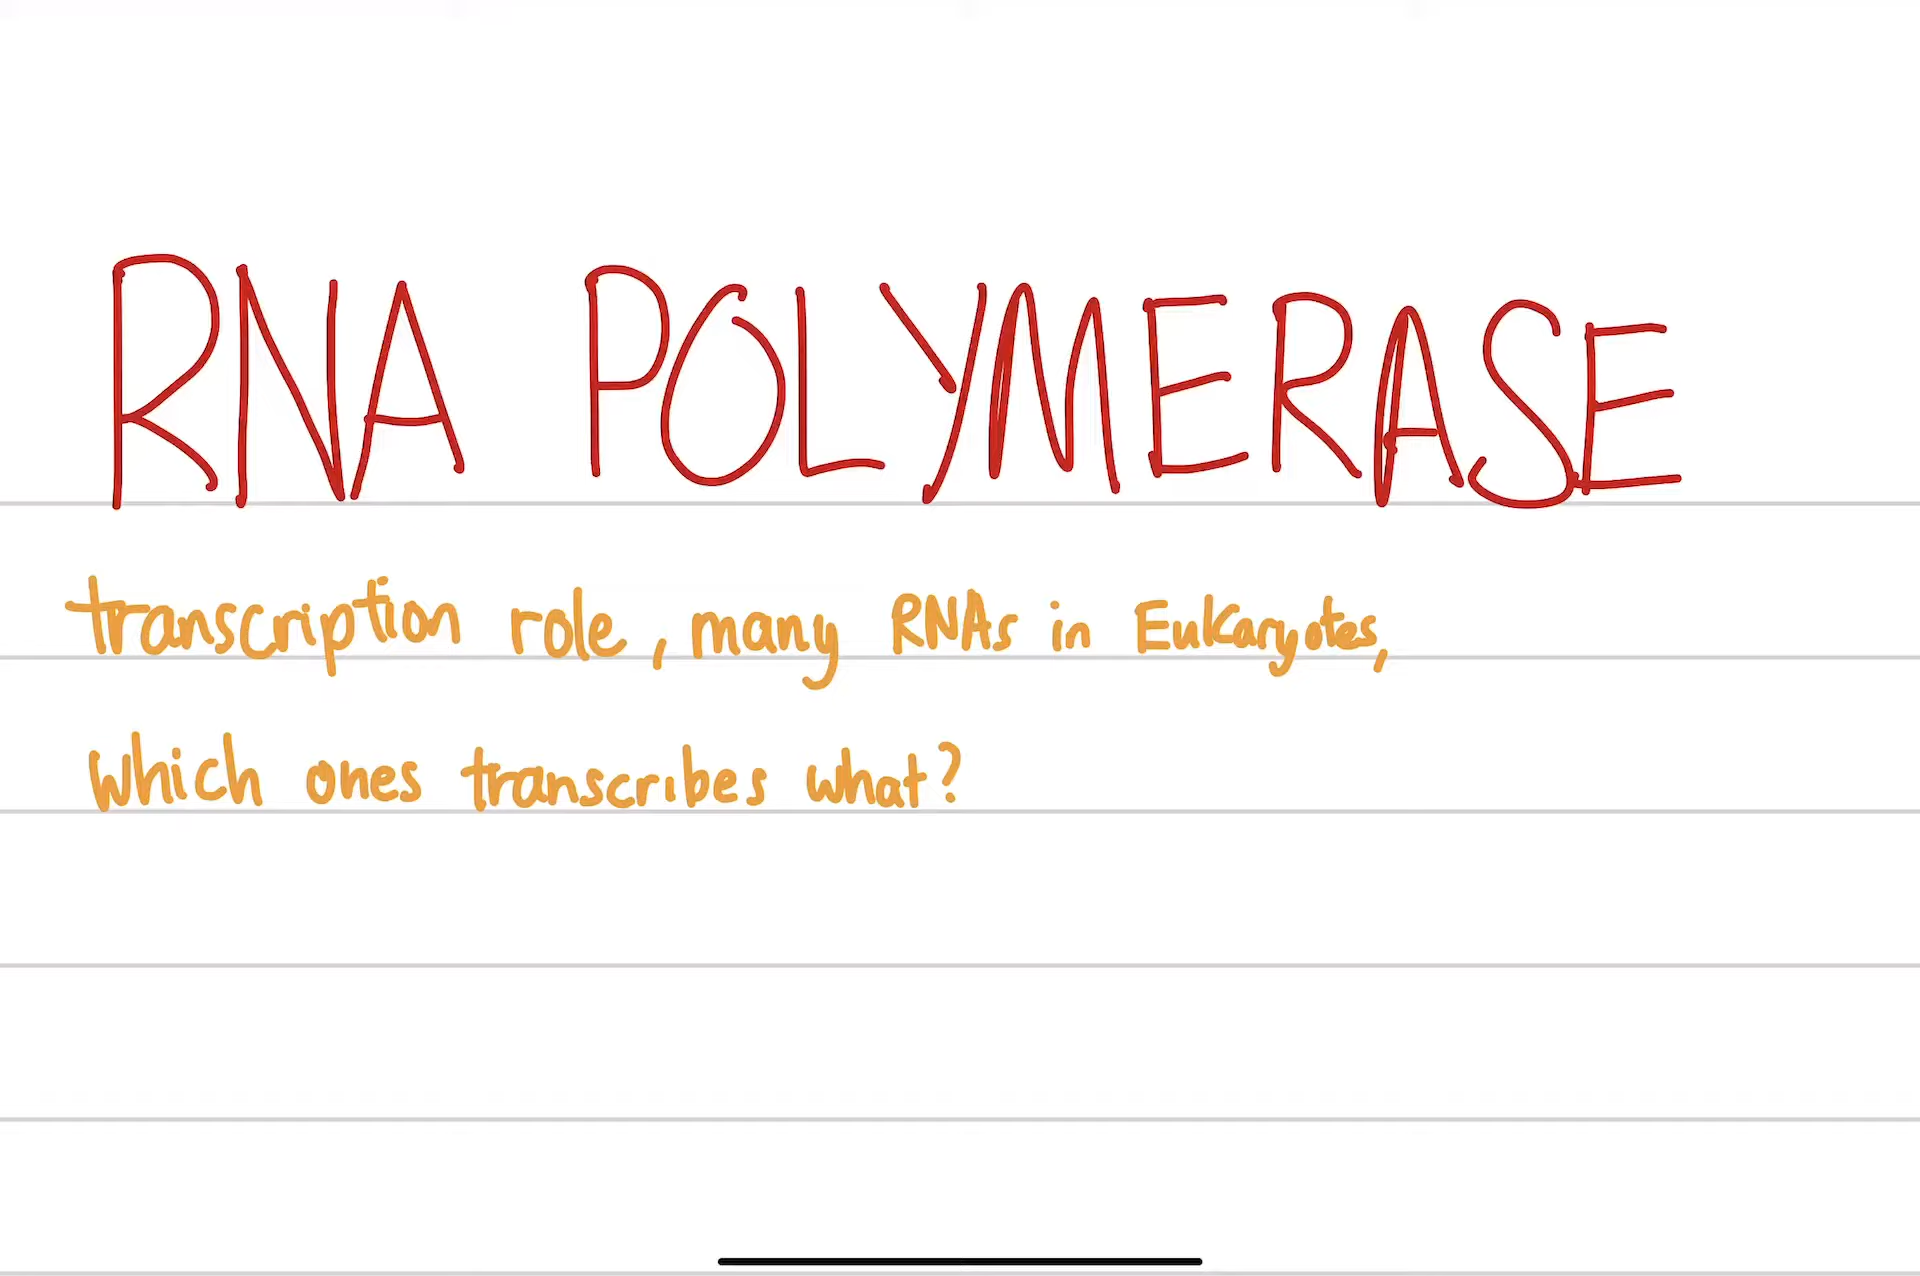 RNA POLYMERASE
transcription role, many RNAs in Eukaryotes,
which ones transcribes what?